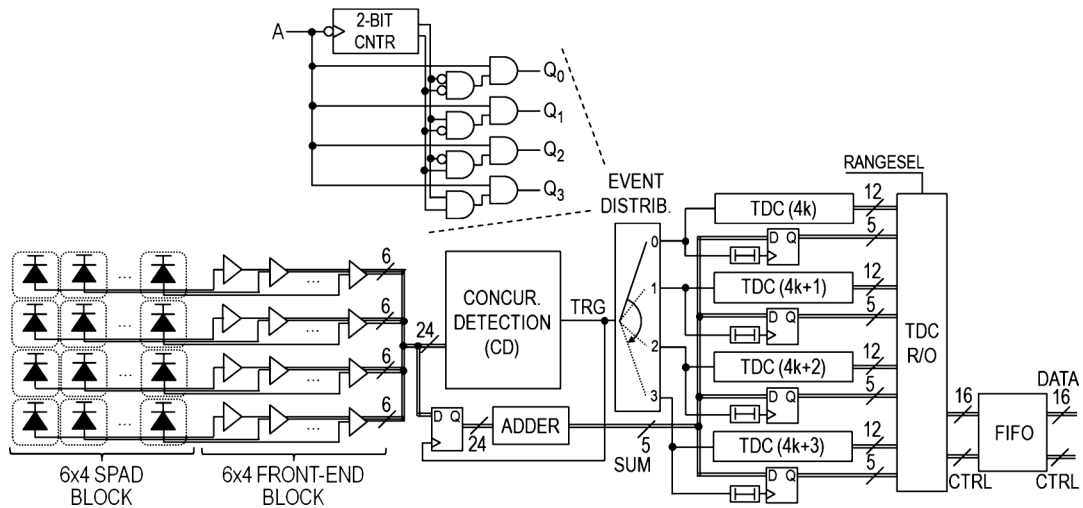 A
2-BIT
CNTR
Q0
Q1
Q2
Q3
EVENT
DISTRIB.
RANGESEL
0
1
2
3
TDC (4k)
12
D Q
5
TDC (4k+1)
12
D Q
5
TDC (4k+2)
12
D Q
5
TDC (4k+3)
12
D Q
5
TDC
R/O
6
...
...
6
...
...
6
...
...
6
...
...
24
CONCUR.
DETECTION
(CD)
TRG
D Q
24
ADDER
5
SUM
16
CTRL
FIFO
DATA
16
CTRL
6x4 SPAD
BLOCK
6x4 FRONT-END
BLOCK